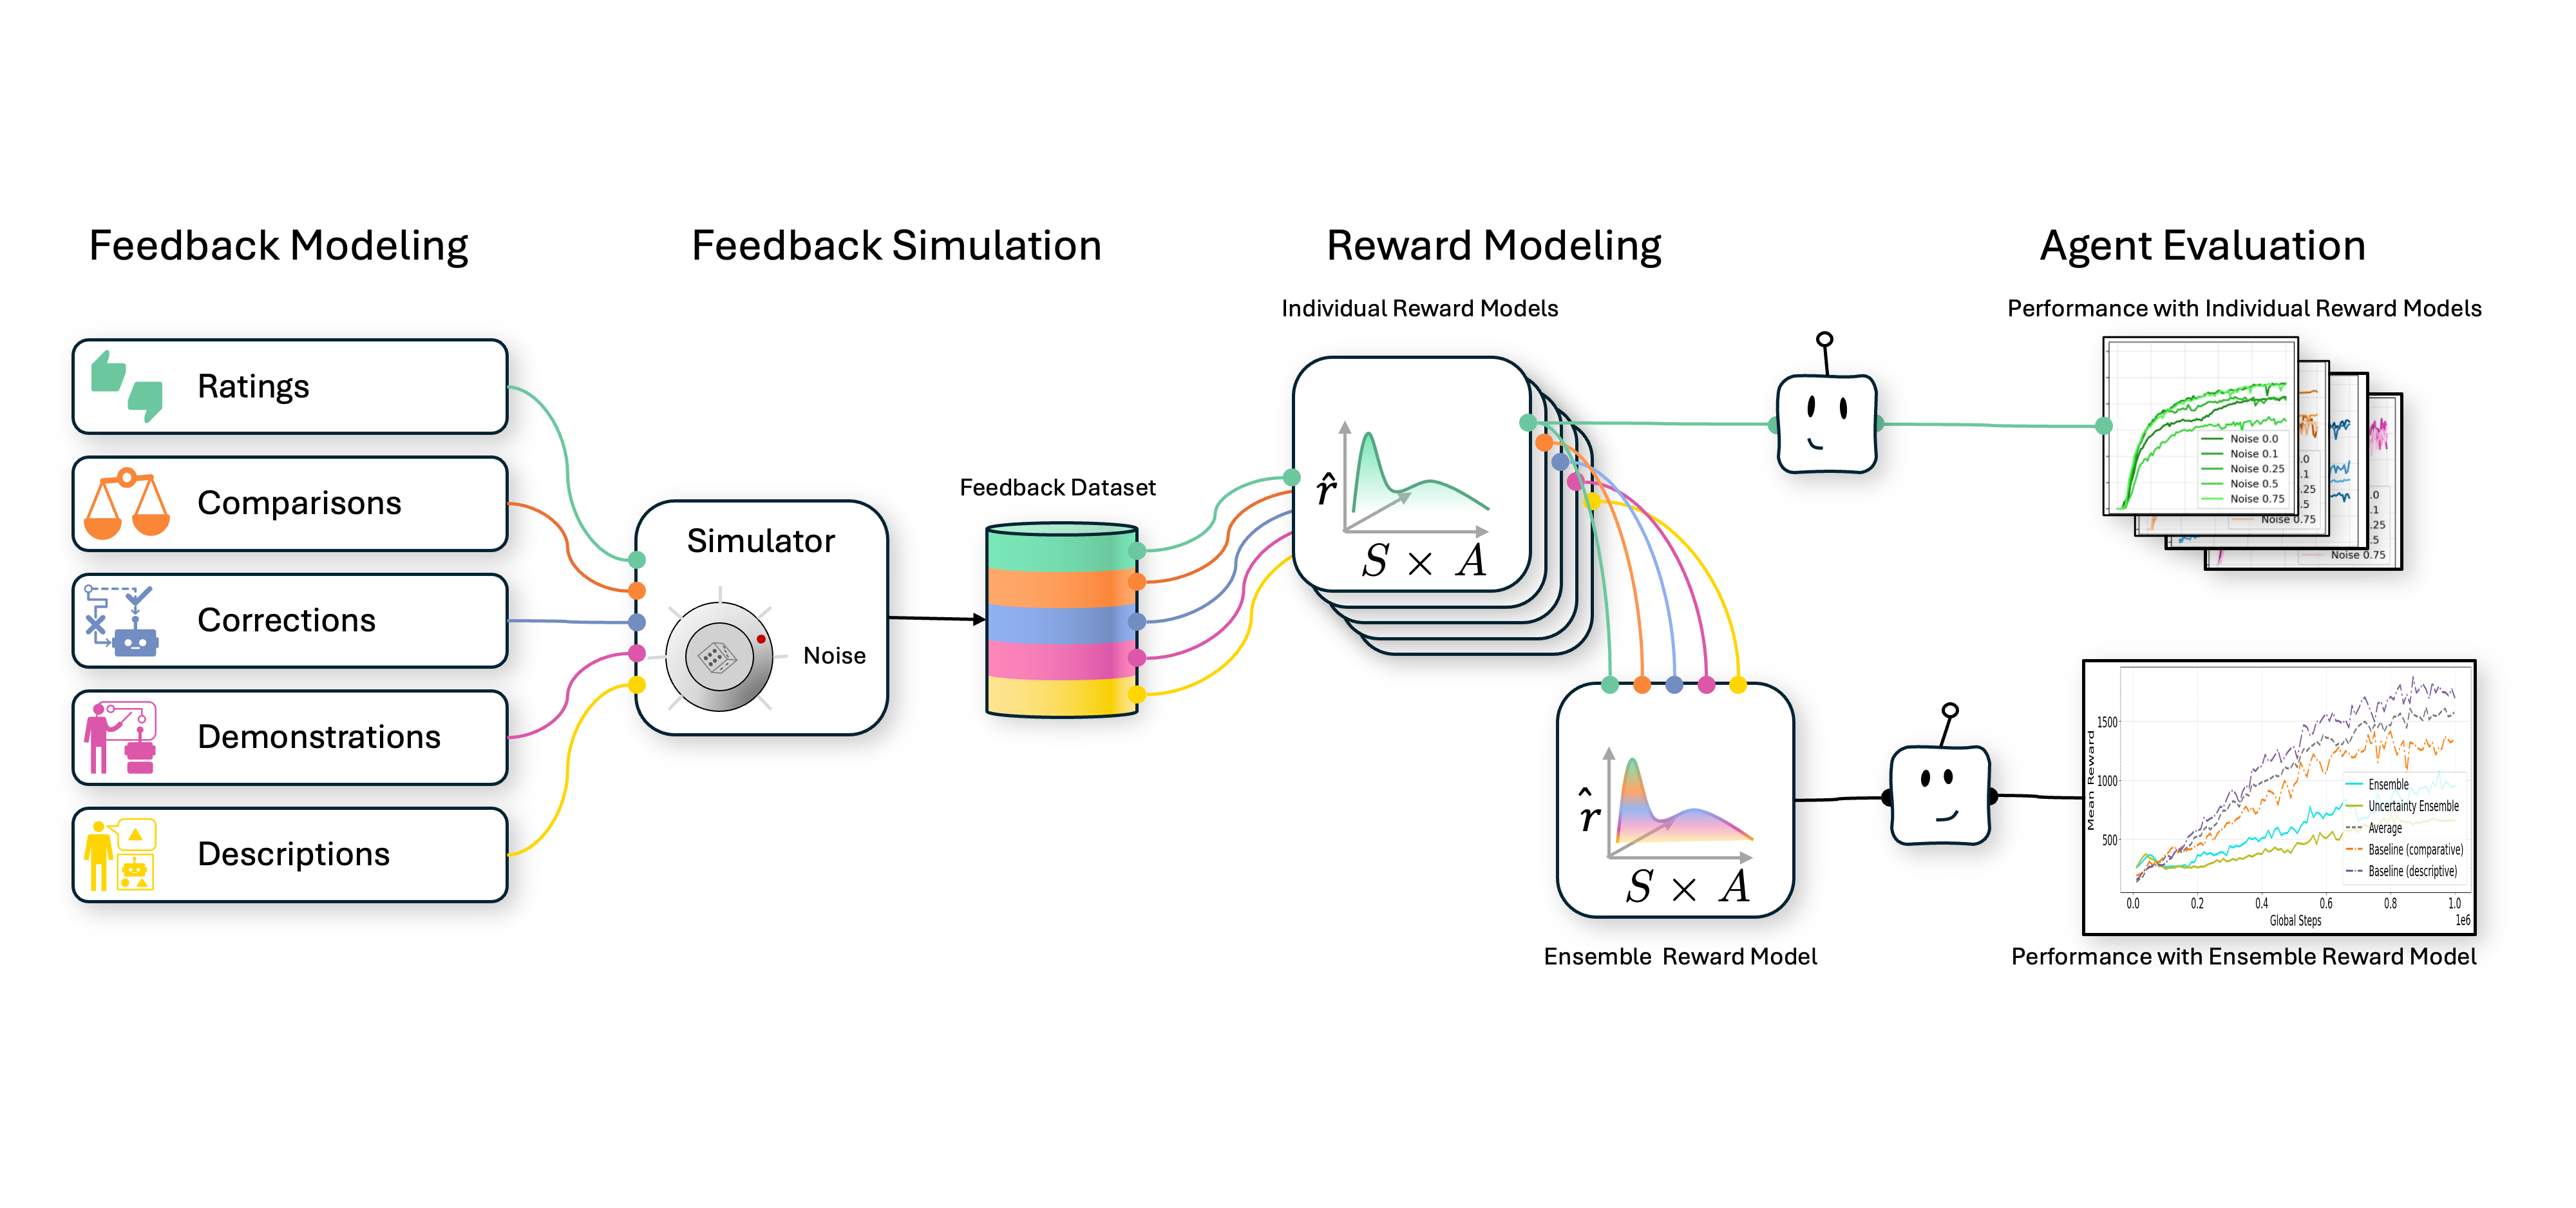 Feedback Modeling
Feedback Simulation
Reward Modeling
Agent Evaluation
Ratings
Comparisons
Corrections
Demonstrations
Descriptions
Simulator
Noise
Feedback Dataset
Individual Reward Models
r̂
S × A
r̂
S × A
Ensemble Reward Model
Performance with Individual Reward Models
Noise 0.0
Noise 0.1
Noise 0.25
Noise 0.5
Noise 0.75
.0
.1
.25
.5
Noise 0.75
.0
.1
.25
.5
Noise 0.75
Mean Reward
1500
1000
500
Ensemble
Uncertainty Ensemble
Average
Baseline (comparative)
Baseline (descriptive)
0.0 0.2 0.4 0.6 0.8 1.0
Global Steps 1e6
Performance with Ensemble Reward Model